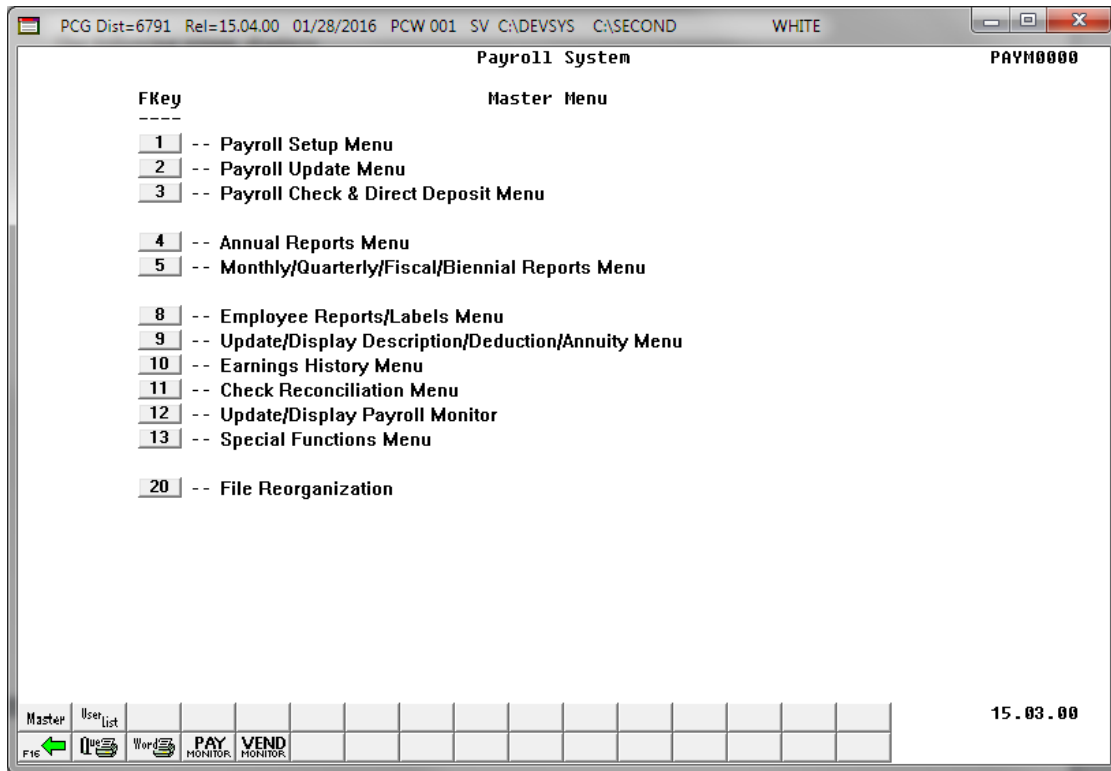 PCG Dist=6791 Rel=15.04.00 01/28/2016 PCW 001 SV C:\DEVSYS C:\SECOND WHITE
Payroll System PAYM0000
FKey Master Menu
----
1 -- Payroll Setup Menu
2 -- Payroll Update Menu
3 -- Payroll Check & Direct Deposit Menu
4 -- Annual Reports Menu
5 -- Monthly/Quarterly/Fiscal/Biennial Reports Menu
8 -- Employee Reports/Labels Menu
9 -- Update/Display Description/Deduction/Annuity Menu
10 -- Earnings History Menu
11 -- Check Reconciliation Menu
12 -- Update/Display Payroll Monitor
13 -- Special Functions Menu
20 -- File Reorganization
Master User List 15.03.00
F16 Que Word PAY MONITOR VEND MONITOR